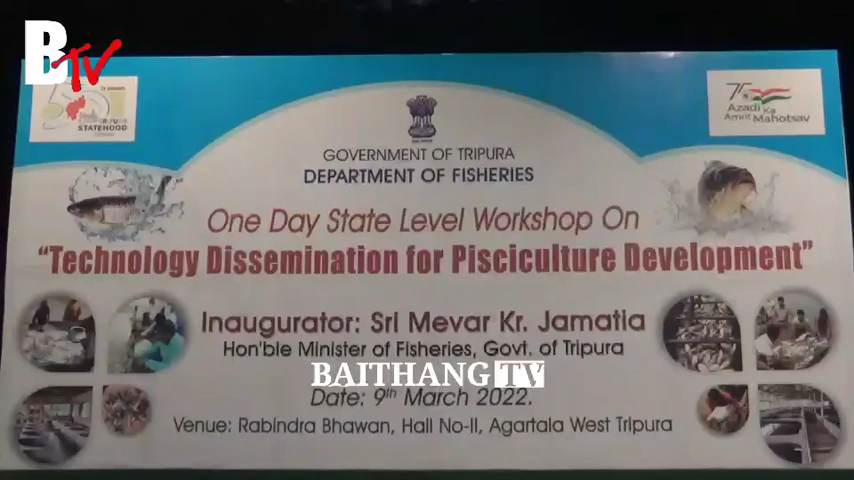 BTV
STATEHOOD
75
Azadi Ka
Amrit Mahotsav
GOVERNMENT OF TRIPURA
DEPARTMENT OF FISHERIES
One Day State Level Workshop On
“Technology Dissemination for Pisciculture Development”
Inaugurator: Sri Mevar Kr. Jamatia
Hon'ble Minister of Fisheries, Govt. of Tripura
BAITHANG TV
Date: 9th March 2022.
Venue: Rabindra Bhawan, Hall No-II, Agartala West Tripura